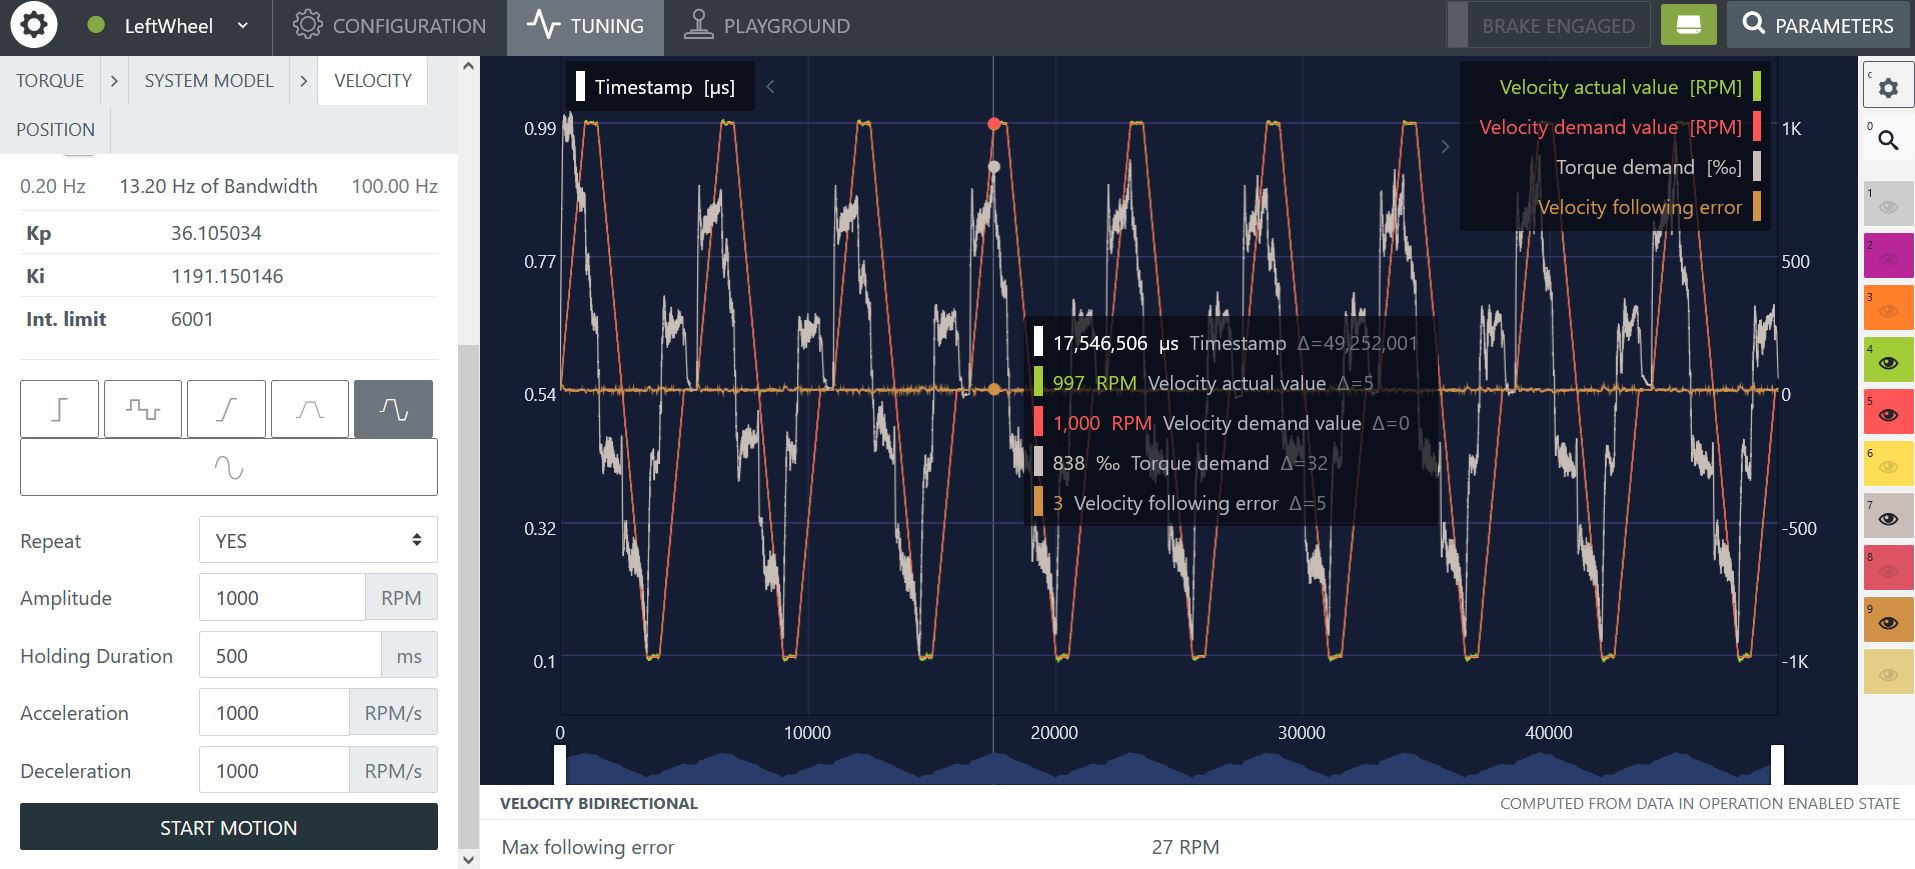 LeftWheel
CONFIGURATION
TUNING
PLAYGROUND
BRAKE ENGAGED
PARAMETERS
TORQUE
SYSTEM MODEL
VELOCITY
POSITION
0.20 Hz 13.20 Hz of Bandwidth 100.00 Hz
Kp 36.105034
Ki 1191.150146
Int. limit 6001
Repeat YES
Amplitude 1000 RPM
Holding Duration 500 ms
Acceleration 1000 RPM/s
Deceleration 1000 RPM/s
START MOTION
Timestamp [µs]
Velocity actual value [RPM]
Velocity demand value [RPM]
Torque demand [‰]
Velocity following error
0.99
0.77
0.54
0.32
0.1
1K
500
0
-500
-1K
17,546,506 µs Timestamp Δ=49,252,001
997 RPM Velocity actual value Δ=5
1,000 RPM Velocity demand value Δ=0
838 ‰ Torque demand Δ=32
3 Velocity following error Δ=5
0 10000 20000 30000 40000
VELOCITY BIDIRECTIONAL
COMPUTED FROM DATA IN OPERATION ENABLED STATE
Max following error 27 RPM
c
0
1
2
3
4
5
6
7
8
9